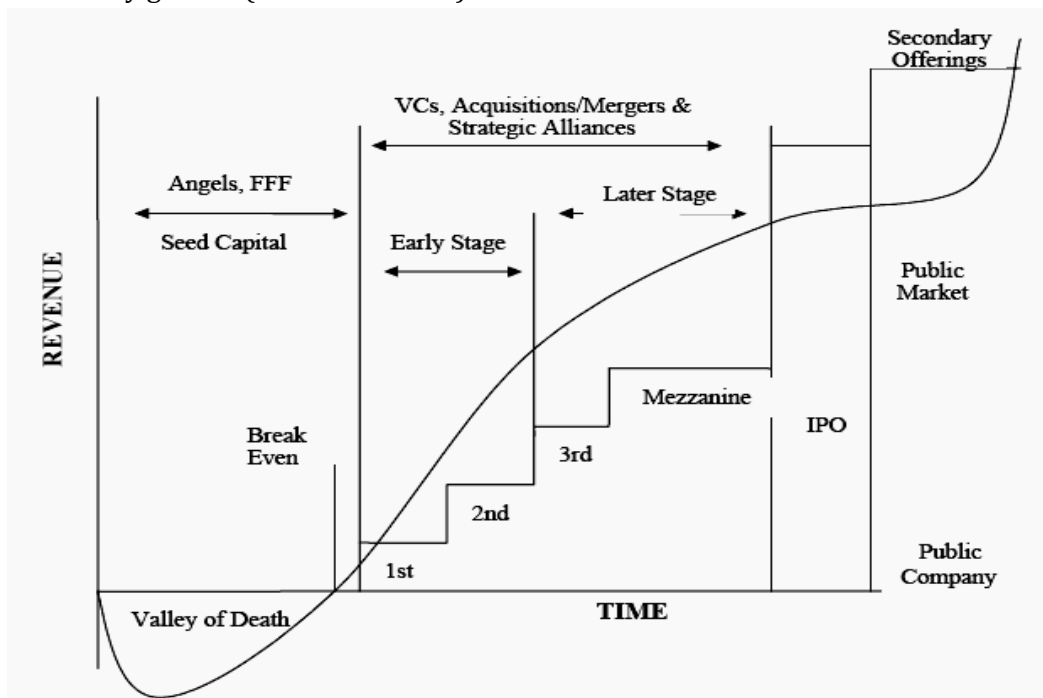 Secondary
Offerings
VCs, Acquisitions/Mergers &
Strategic Alliances
Angels, FFF
Later Stage
Seed Capital
Early Stage
REVENUE
Public
Market
Mezzanine
Break
Even
IPO
3rd
2nd
1st
Public
Company
Valley of Death
TIME